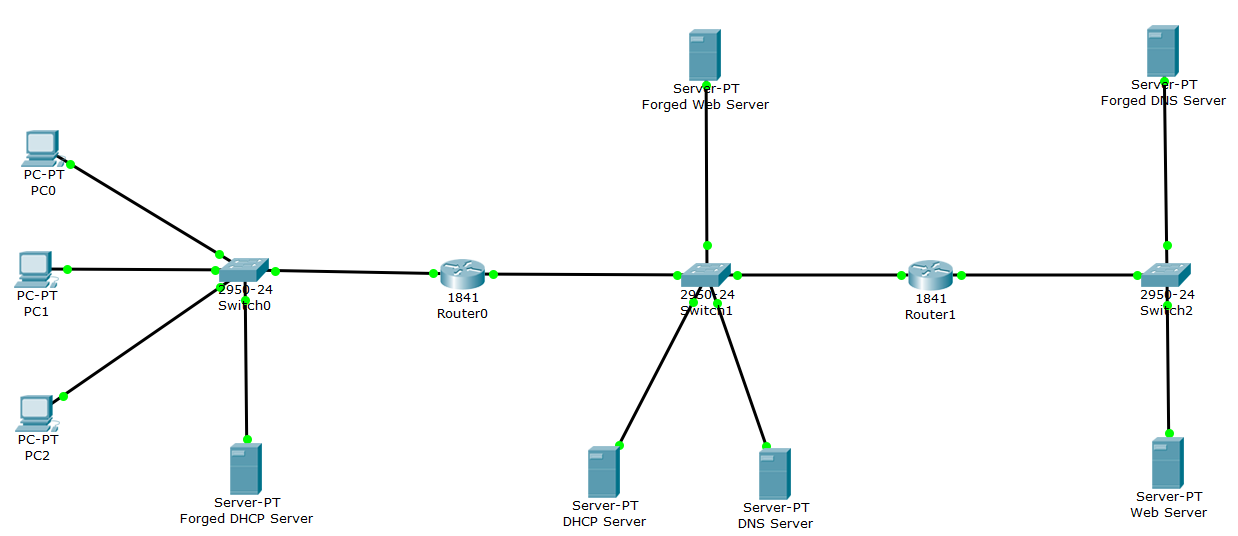 Server-PT
Forged Web Server
Server-PT
Forged DNS Server
PC-PT
PC0
PC-PT
PC1
2950-24
Switch0
1841
Router0
2950-24
Switch1
1841
Router1
2950-24
Switch2
PC-PT
PC2
Server-PT
Forged DHCP Server
Server-PT
DHCP Server
Server-PT
DNS Server
Server-PT
Web Server